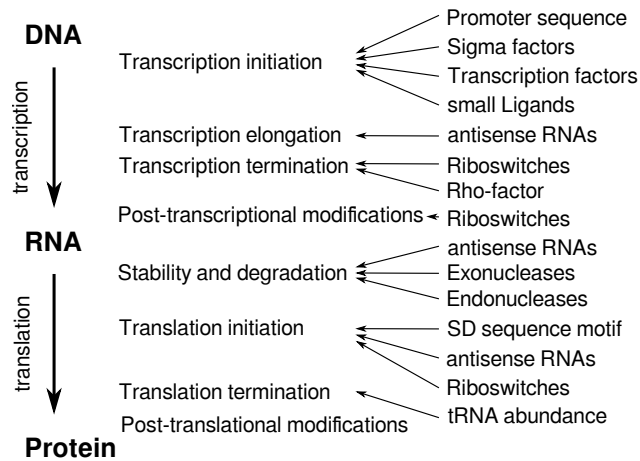 DNA
transcription
RNA
translation
Protein
Transcription initiation
Transcription elongation
Transcription termination
Post-transcriptional modifications
Stability and degradation
Translation initiation
Translation termination
Post-translational modifications
Promoter sequence
Sigma factors
Transcription factors
small Ligands
antisense RNAs
Riboswitches
Rho-factor
Riboswitches
antisense RNAs
Exonucleases
Endonucleases
SD sequence motif
antisense RNAs
Riboswitches
tRNA abundance